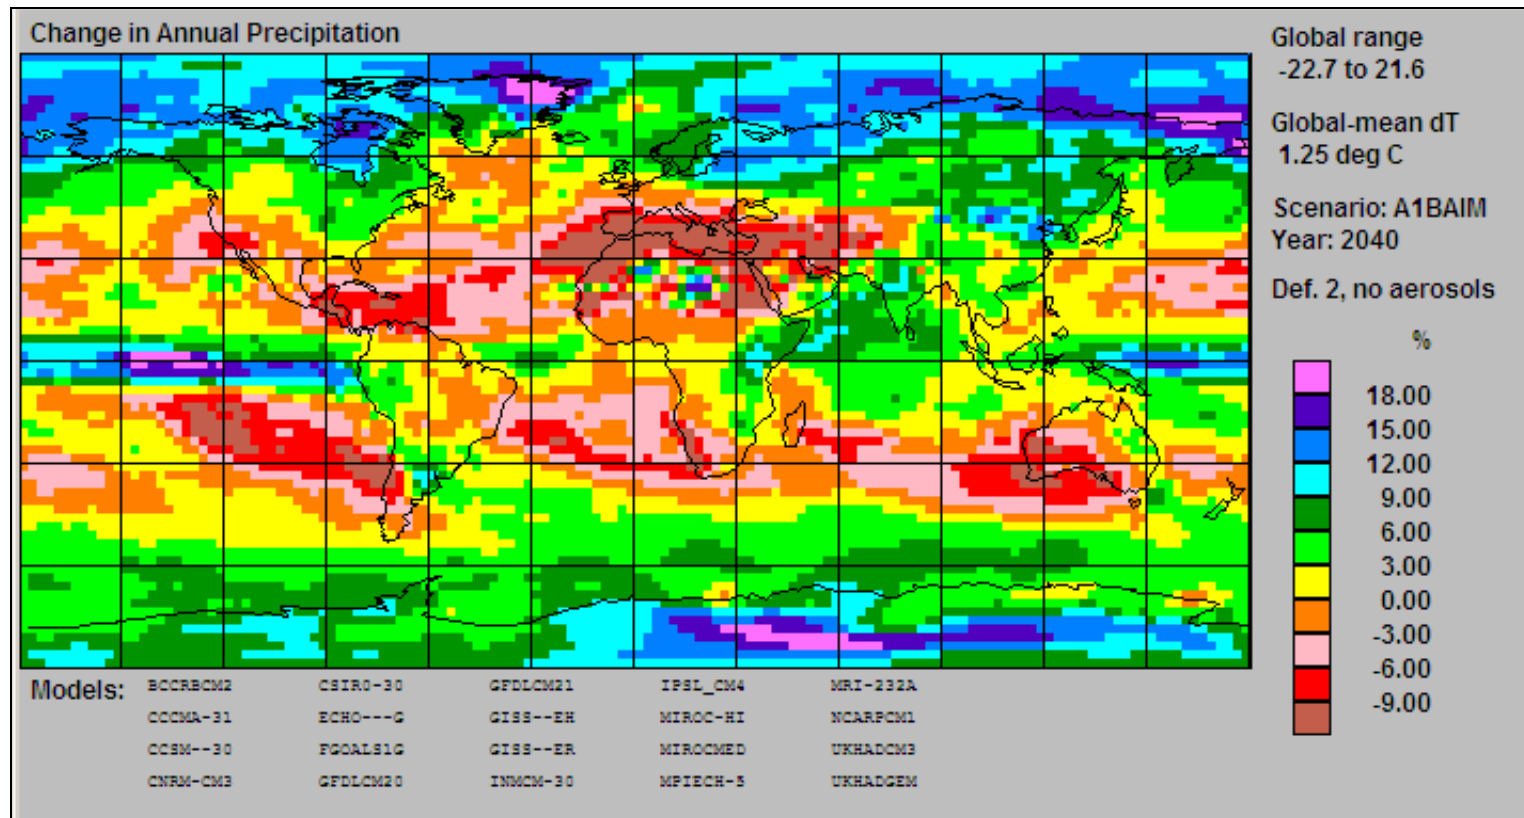 Change in Annual Precipitation
Global range
-22.7 to 21.6
Global-mean dT
1.25 deg C
Scenario: A1BAIM
Year: 2040
Def. 2, no aerosols
%
18.00
15.00
12.00
9.00
6.00
3.00
0.00
-3.00
-6.00
-9.00
Models: BCCRBCM2 CSIRO-30 GFDLCM21 IPSL_CM4 MRI-232A
CCCMA-31 ECHO---G GISS--EH MIROC-HI NCARPCM1
CCSM--30 FGOALS1G GISS--ER MIROCMED UKHADCM3
CNRM-CM3 GFDLCM20 INMCM-30 MPIECH-5 UKHADGEM